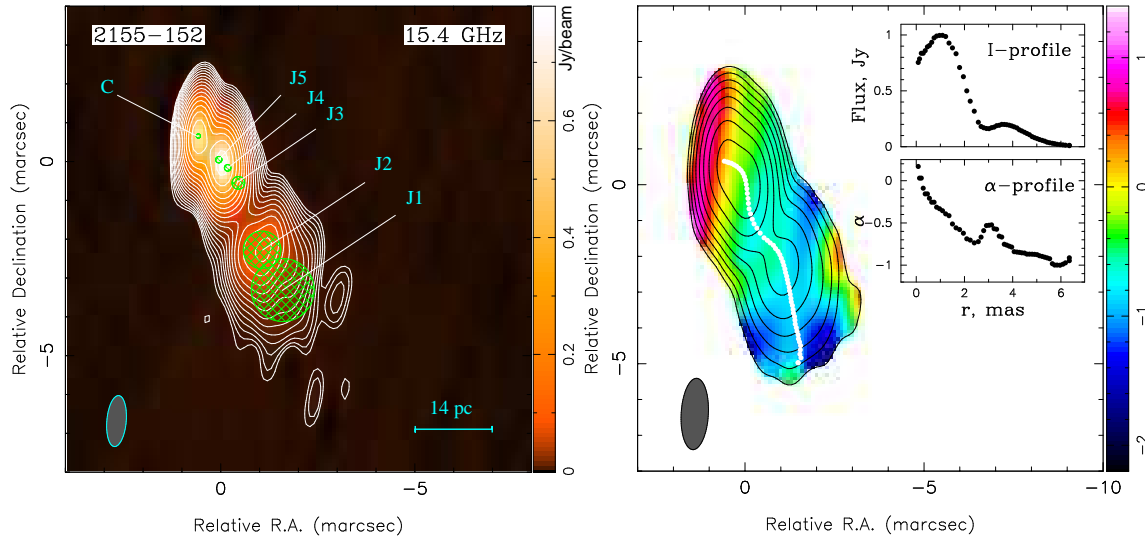 2155−152
15.4 GHz
C
J5
J4
J3
J2
J1
14 pc
0
−5
Relative Declination (marcsec)
0
−5
Relative R.A. (marcsec)
Jy/beam
0.6
0.4
0.2
0
I−profile
Flux, Jy
1
0.5
0
α−profile
α
0
−0.5
−1
0
2
4
6
r, mas
0
−5
Relative Declination (marcsec)
0
−5
−10
Relative R.A. (marcsec)
1
0
−1
−2